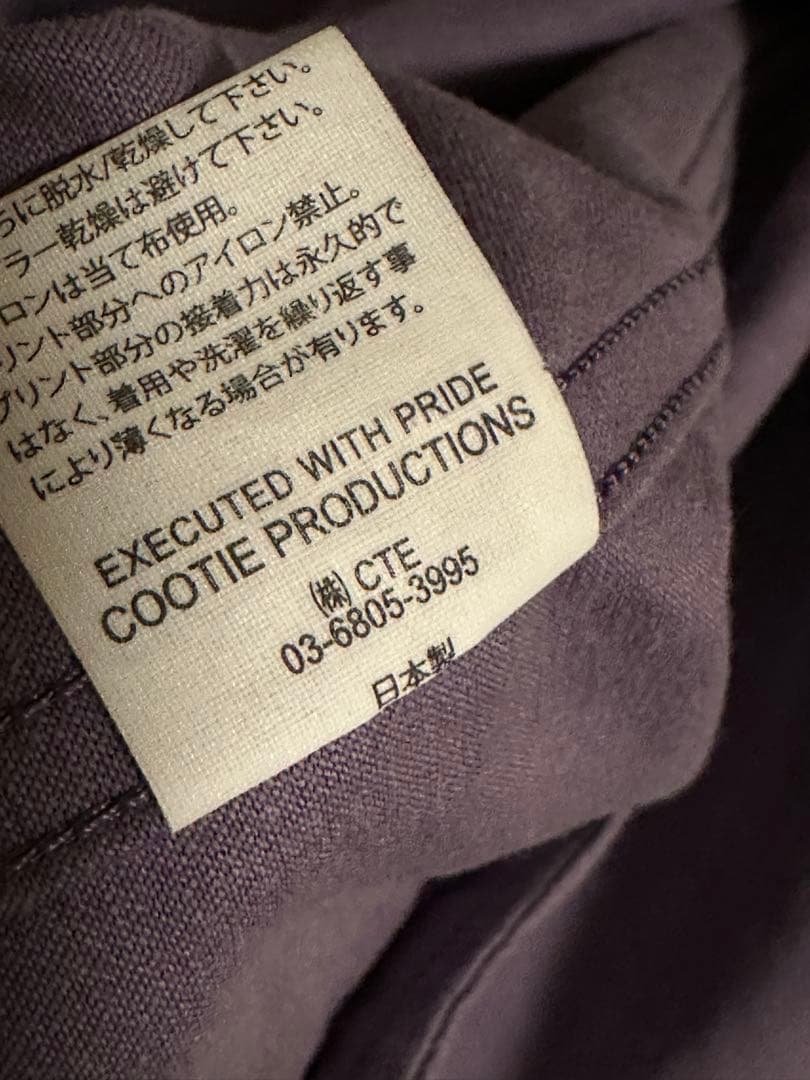 らに脱水/乾燥して下さい。
ラー乾燥は避けて下さい。
ロンは当て布使用。
リント部分へのアイロン禁止。
プリント部分の接着力は永久的で
はなく、着用や洗濯を繰り返す事
により薄くなる場合が有ります。
EXECUTED WITH PRIDE
COOTIE PRODUCTIONS
㈱ CTE
03-6805-3995
日本製